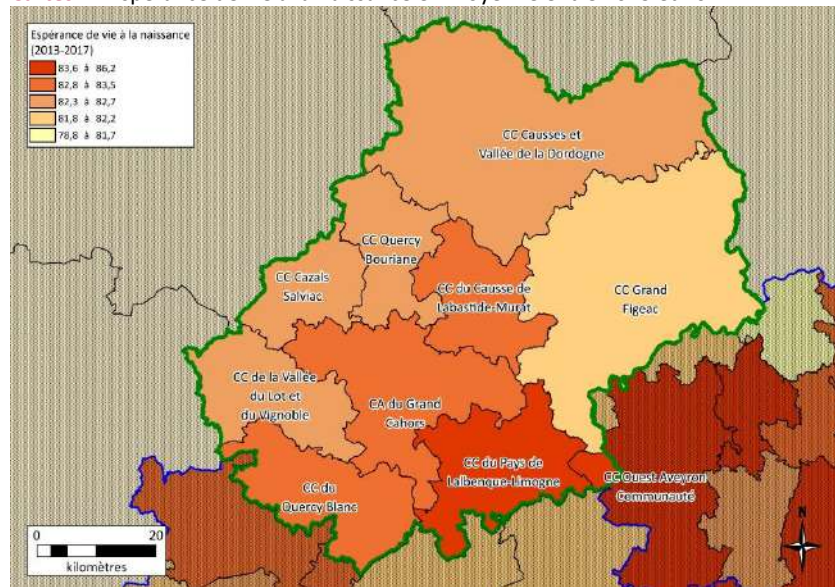 Espérance de vie à la naissance
(2013-2017)
83,6 à 86,2
82,8 à 83,5
82,3 à 82,7
81,8 à 82,2
78,8 à 81,7
CC Causses et
Vallée de la Dordogne
CC Quercy
Bouriane
CC Cazals
Salviac
CC du Causse de
Labastide-Murat
CC Grand
Figeac
CC de la Vallée
du Lot et
du Vignoble
CA du Grand
Cahors
CC du Pays de
Lalbenque-Limogne
CC Ouest Aveyron
Communauté
CC du
Quercy Blanc
0 20
kilomètres
N